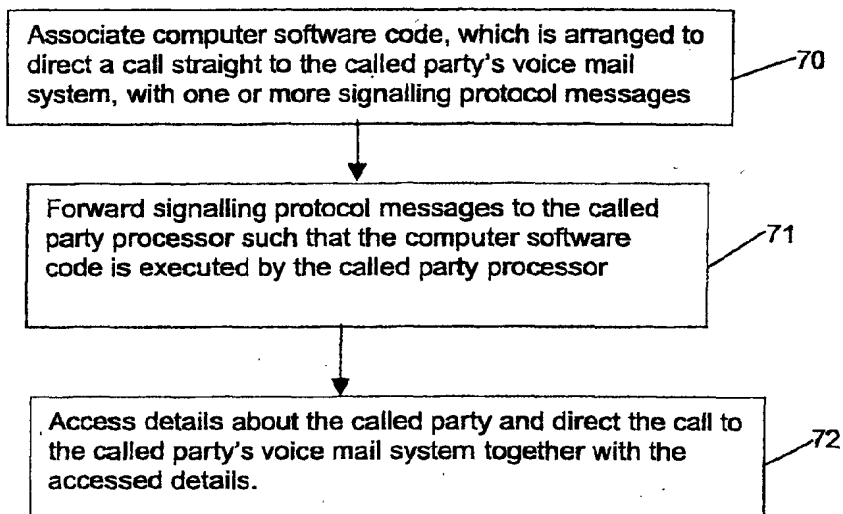 Associate computer software code, which is arranged to
direct a call straight to the called party's voice mail
system, with one or more signalling protocol messages
70
Forward signalling protocol messages to the called
party processor such that the computer software
code is executed by the called party processor
71
Access details about the called party and direct the call to
the called party's voice mail system together with the
accessed details.
72